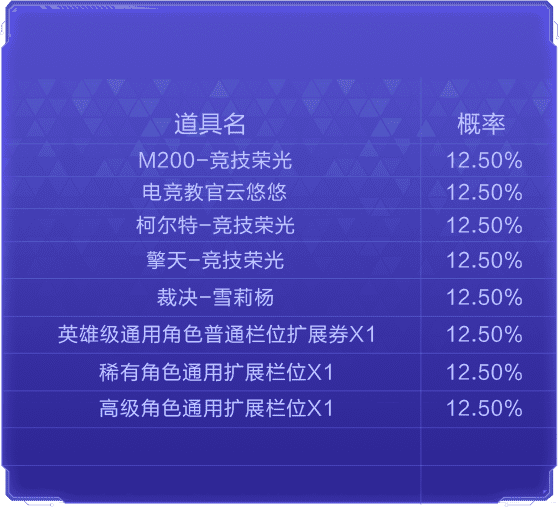 道具名 概率
M200-竞技荣光 12.50%
电竞教官云悠悠 12.50%
柯尔特-竞技荣光 12.50%
擎天-竞技荣光 12.50%
裁决-雪莉杨 12.50%
英雄级通用角色普通栏位扩展券X1 12.50%
稀有角色通用扩展栏位X1 12.50%
高级角色通用扩展栏位X1 12.50%